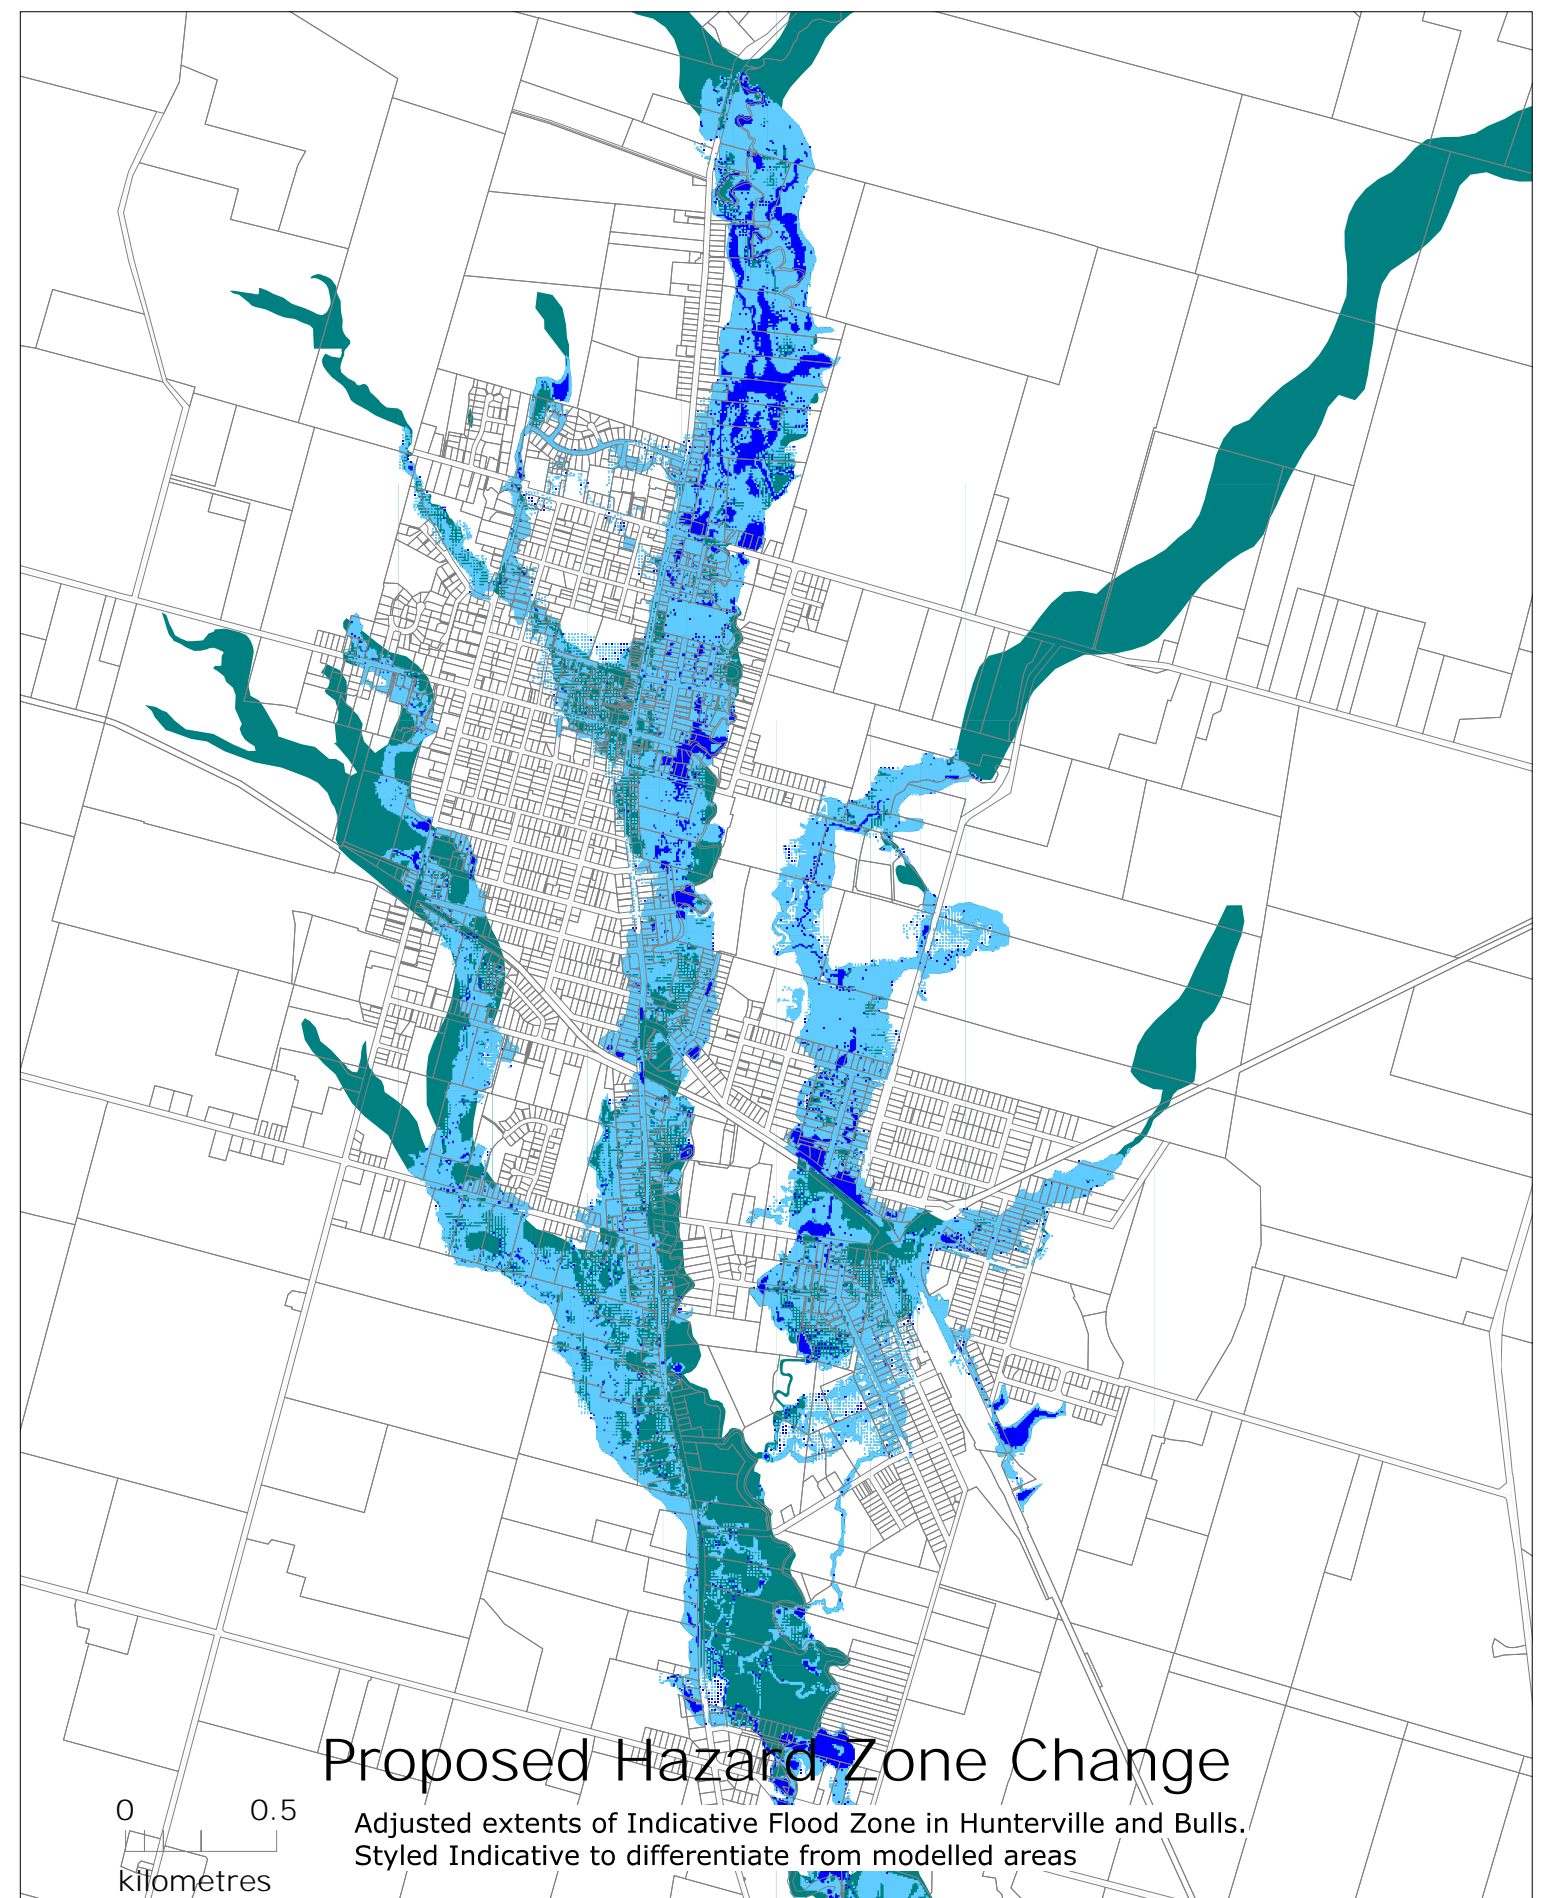 Proposed Hazard Zone Change
0 0.5
Adjusted extents of Indicative Flood Zone in Hunterville and Bulls.
Styled Indicative to differentiate from modelled areas
kilometres